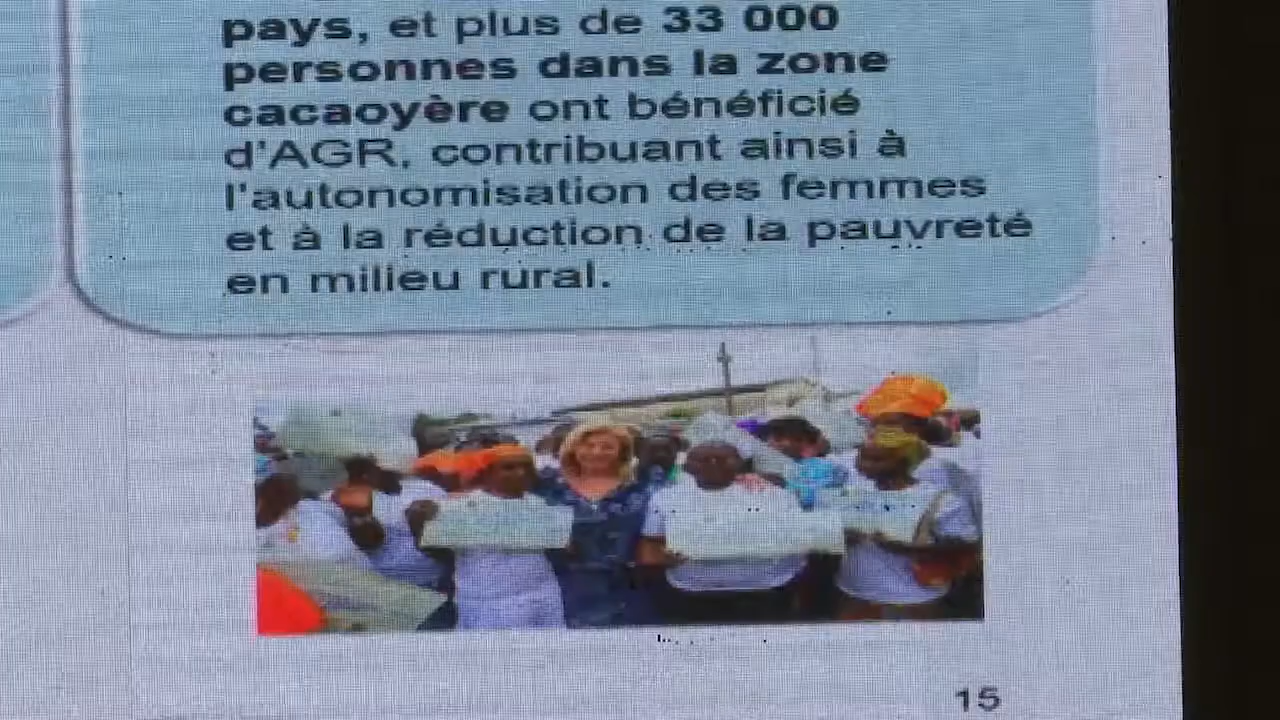 pays, et plus de 33 000
personnes dans la zone
cacaoyère ont bénéficié
d'AGR, contribuant ainsi à
l'autonomisation des femmes
et à la réduction de la pauvreté
en milieu rural.
15